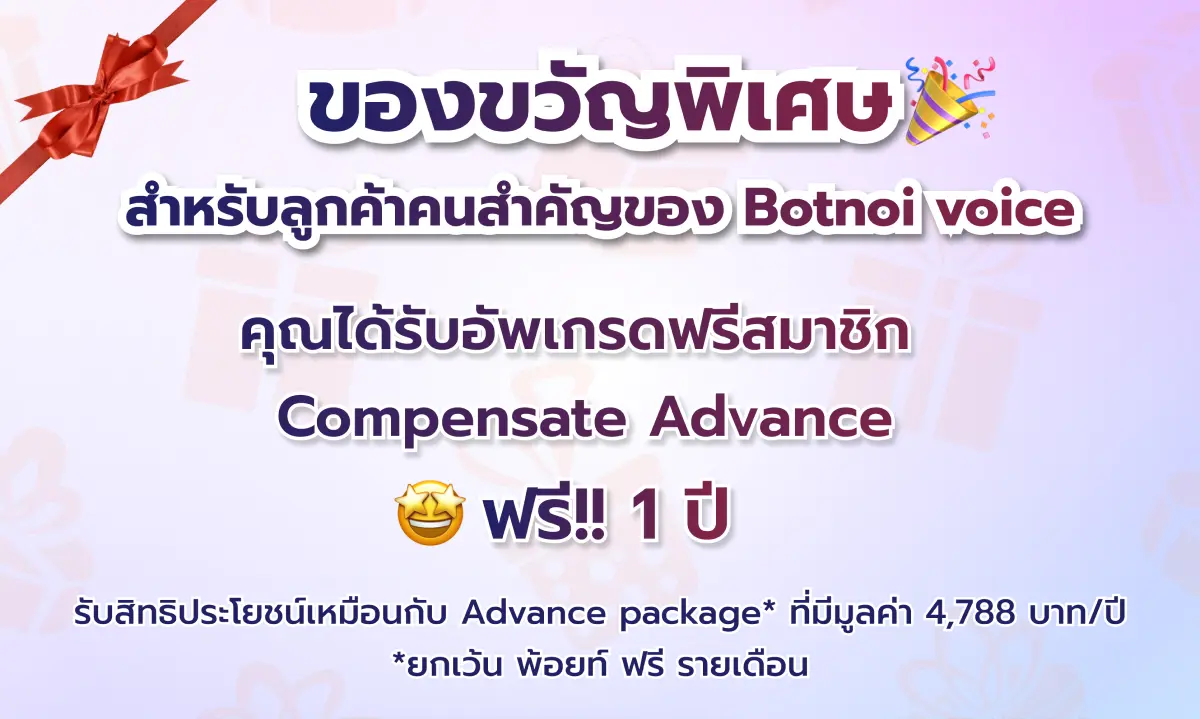 ของขวัญพิเศษ
สำหรับลูกค้าคนสำคัญของ Botnoi voice
คุณได้รับอัพเกรดฟรีสมาชิก
Compensate Advance
ฟรี!! 1 ปี
รับสิทธิประโยชน์เหมือนกับ Advance package* ที่มีมูลค่า 4,788 บาท/ปี
*ยกเว้น พ้อยท์ ฟรี รายเดือน